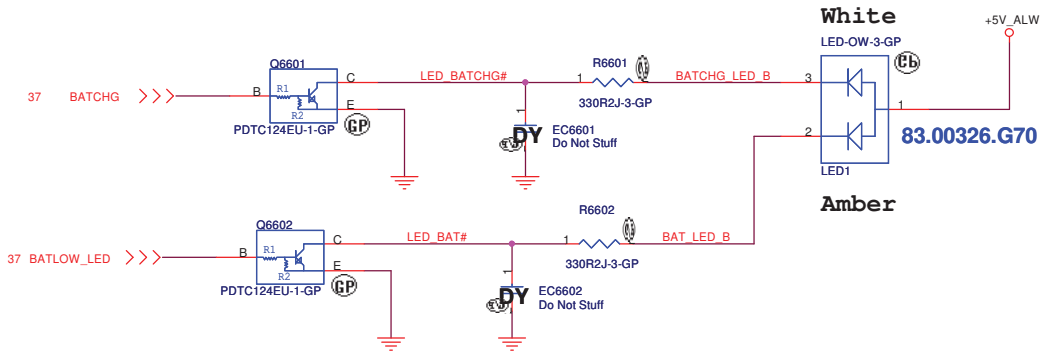 White
+5V_ALW
LED-OW-3-GP
Q6601
R6601
C
LED_BATCHG#
1
BATCHG_LED_B
3
37 BATCHG
B
R1
R2
E
330R2J-3-GP
1
PDTC124EU-1-GP
GP
1
DY
EC6601
Do Not Stuff
2
83.00326.G70
LED1
Amber
Q6602
R6602
C
LED_BAT#
1
BAT_LED_B
37 BATLOW_LED
B
R1
R2
E
330R2J-3-GP
PDTC124EU-1-GP
GP
1
DY
EC6602
Do Not Stuff